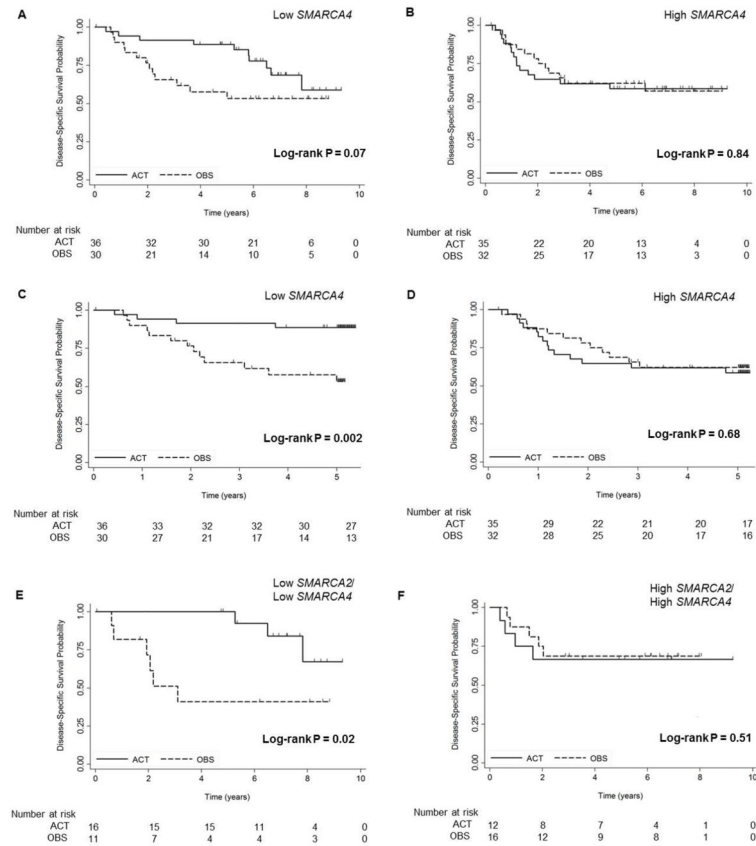 A
Low SMARCA4
Disease-Specific Survival Probability
1.00
0.75
0.50
0.25
0.00
Log-rank P = 0.07
ACT OBS
0 2 4 6 8 10
Time (years)
Number at risk
ACT 36 32 30 21 6 0
OBS 30 21 14 10 5 0
B
High SMARCA4
Disease-Specific Survival Probability
1.00
0.75
0.50
0.25
0.00
Log-rank P = 0.84
ACT OBS
0 2 4 6 8 10
Time (years)
Number at risk
ACT 35 22 20 13 4 0
OBS 32 25 17 13 3 0
C
Low SMARCA4
Disease-Specific Survival Probability
1.00
0.75
0.50
0.25
0.00
Log-rank P = 0.002
ACT OBS
0 1 2 3 4 5
Time (years)
Number at risk
ACT 36 33 32 32 30 27
OBS 30 27 21 17 14 13
D
High SMARCA4
Disease-Specific Survival Probability
1.00
0.75
0.50
0.25
0.00
Log-rank P = 0.68
ACT OBS
0 1 2 3 4 5
Time (years)
Number at risk
ACT 35 29 22 21 20 17
OBS 32 28 25 20 17 16
E
Low SMARCA2/
Low SMARCA4
Disease-Specific Survival Probability
1.00
0.75
0.50
0.25
0.00
Log-rank P = 0.02
ACT OBS
0 2 4 6 8 10
Time (years)
Number at risk
ACT 16 15 15 11 4 0
OBS 11 7 4 4 3 0
F
High SMARCA2/
High SMARCA4
Disease-Specific Survival Probability
1.00
0.75
0.50
0.25
0.00
Log-rank P = 0.51
ACT OBS
0 2 4 6 8 10
Time (years)
Number at risk
ACT 12 8 7 4 1 0
OBS 16 12 9 8 1 0